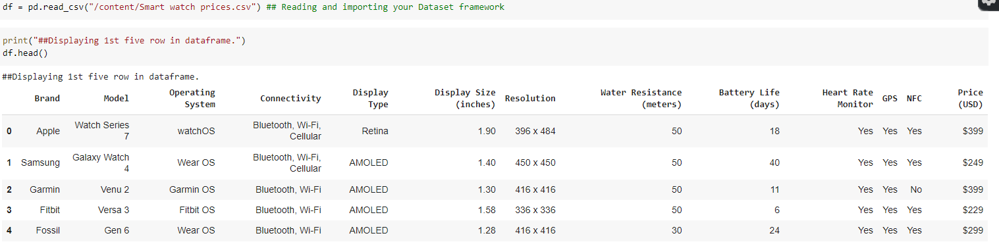 df = pd.read_csv("/content/Smart watch prices.csv") ## Reading and importing your Dataset framework
print("##Displaying 1st five row in dataframe.")
df.head()
##Displaying 1st five row in dataframe.
Brand Model Operating System Connectivity Display Type Display Size (inches) Resolution Water Resistance (meters) Battery Life (days) Heart Rate Monitor GPS NFC Price (USD)
0 Apple Watch Series 7 watchOS Bluetooth, Wi-Fi, Cellular Retina 1.90 396 x 484 50 18 Yes Yes Yes $399
1 Samsung Galaxy Watch 4 Wear OS Bluetooth, Wi-Fi, Cellular AMOLED 1.40 450 x 450 50 40 Yes Yes Yes $249
2 Garmin Venu 2 Garmin OS Bluetooth, Wi-Fi AMOLED 1.30 416 x 416 50 11 Yes Yes No $399
3 Fitbit Versa 3 Fitbit OS Bluetooth, Wi-Fi AMOLED 1.58 336 x 336 50 6 Yes Yes Yes $229
4 Fossil Gen 6 Wear OS Bluetooth, Wi-Fi AMOLED 1.28 416 x 416 30 24 Yes Yes Yes $299